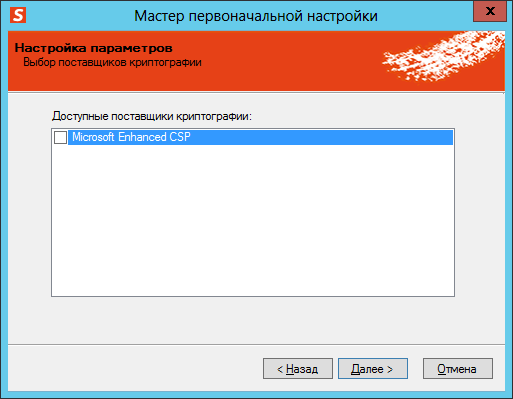 S Мастер первоначальной настройки x
Настройка параметров
Выбор поставщиков криптографии
Доступные поставщики криптографии:
Microsoft Enhanced CSP
< Назад Далее > Отмена